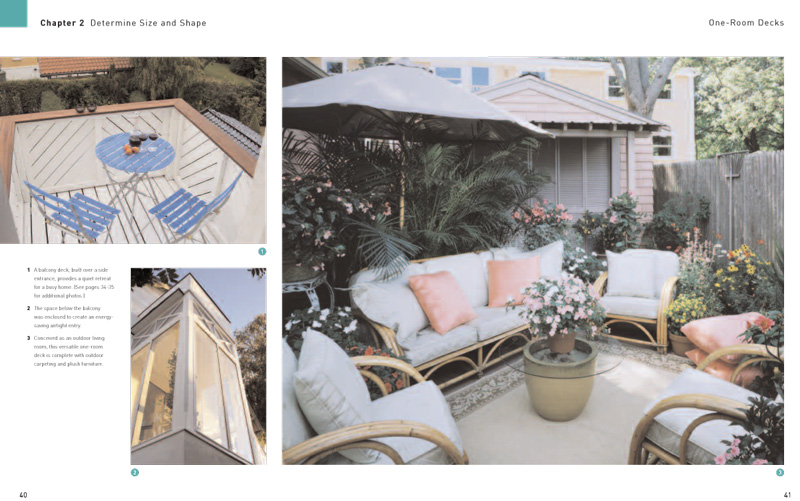 Chapter 2 Determine Size and Shape
One-Room Decks
1
1 A balcony deck, built over a side
entrance, provides a quiet retreat
for a busy home. (See pages 34-35
for additional photos.)
2 The space below the balcony
was enclosed to create an energy-
saving airtight entry.
3 Conceived as an outdoor living
room, this versatile one-room
deck is complete with outdoor
carpeting and plush furniture.
2
3
40
41